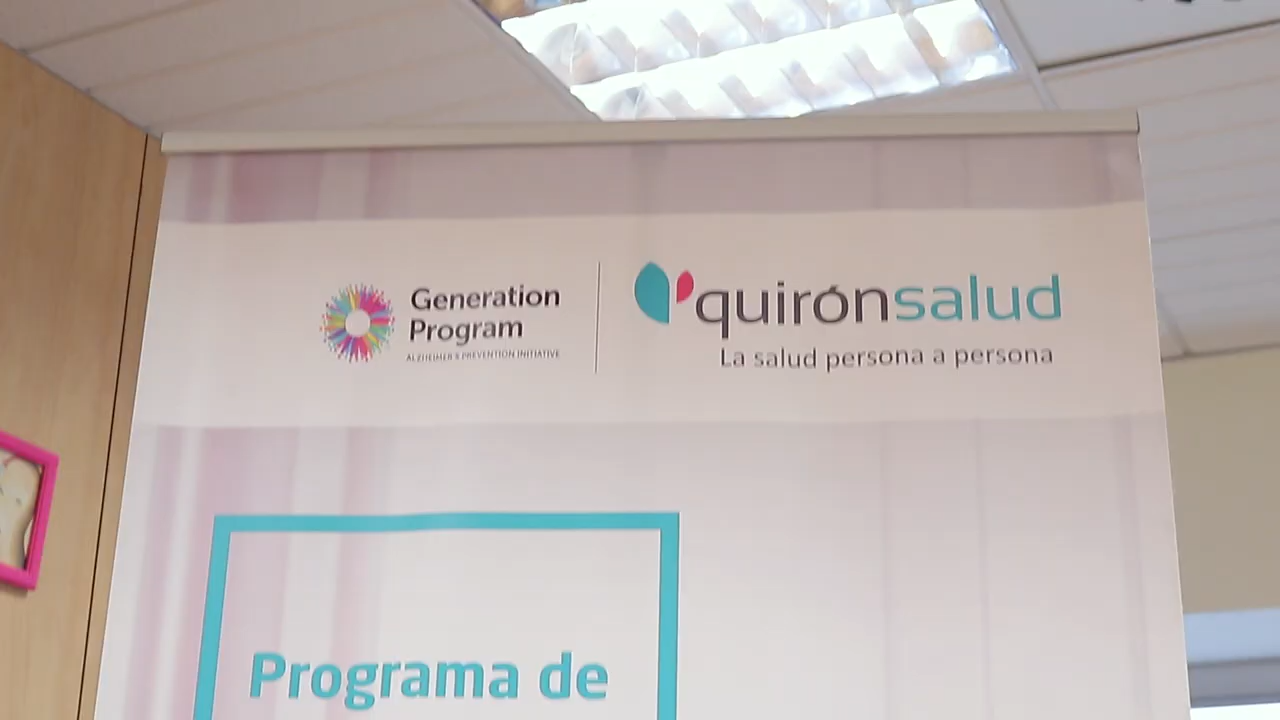 Generation
Program
ALZHEIMER'S PREVENTION INITIATIVE
quirónsalud
La salud persona a persona
Programa de